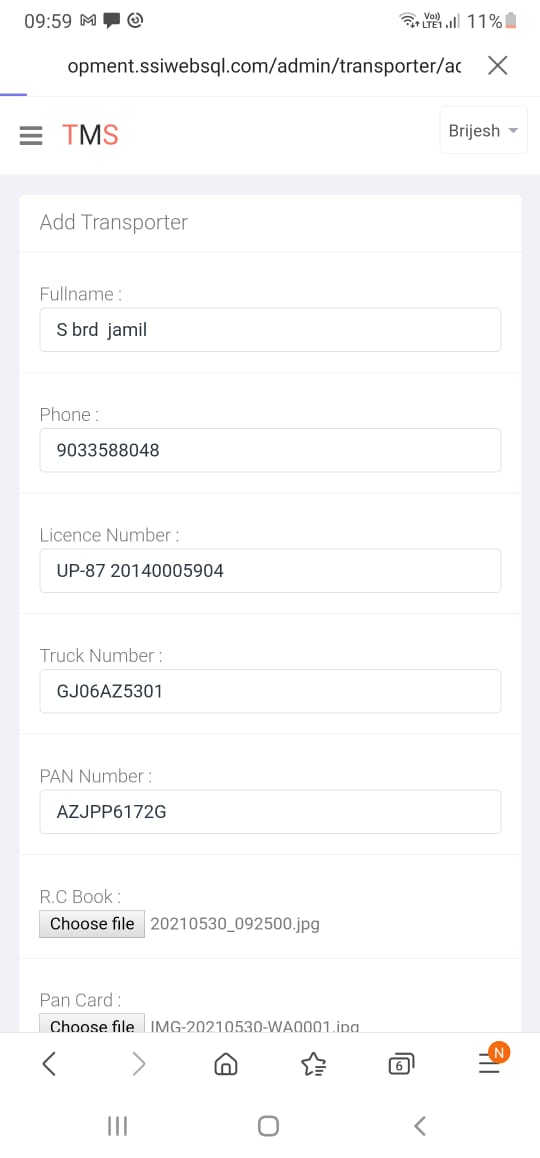 09:59
Vo)) LTE1 11%
opment.ssiwebsql.com/admin/transporter/ac
TMS
Brijesh
Add Transporter
Fullname :
S brd jamil
Phone :
9033588048
Licence Number :
UP-87 20140005904
Truck Number :
GJ06AZ5301
PAN Number :
AZJPP6172G
R.C Book :
Choose file 20210530_092500.jpg
Pan Card :
Choose file IMG-20210530-WA0001.jpg
6
N